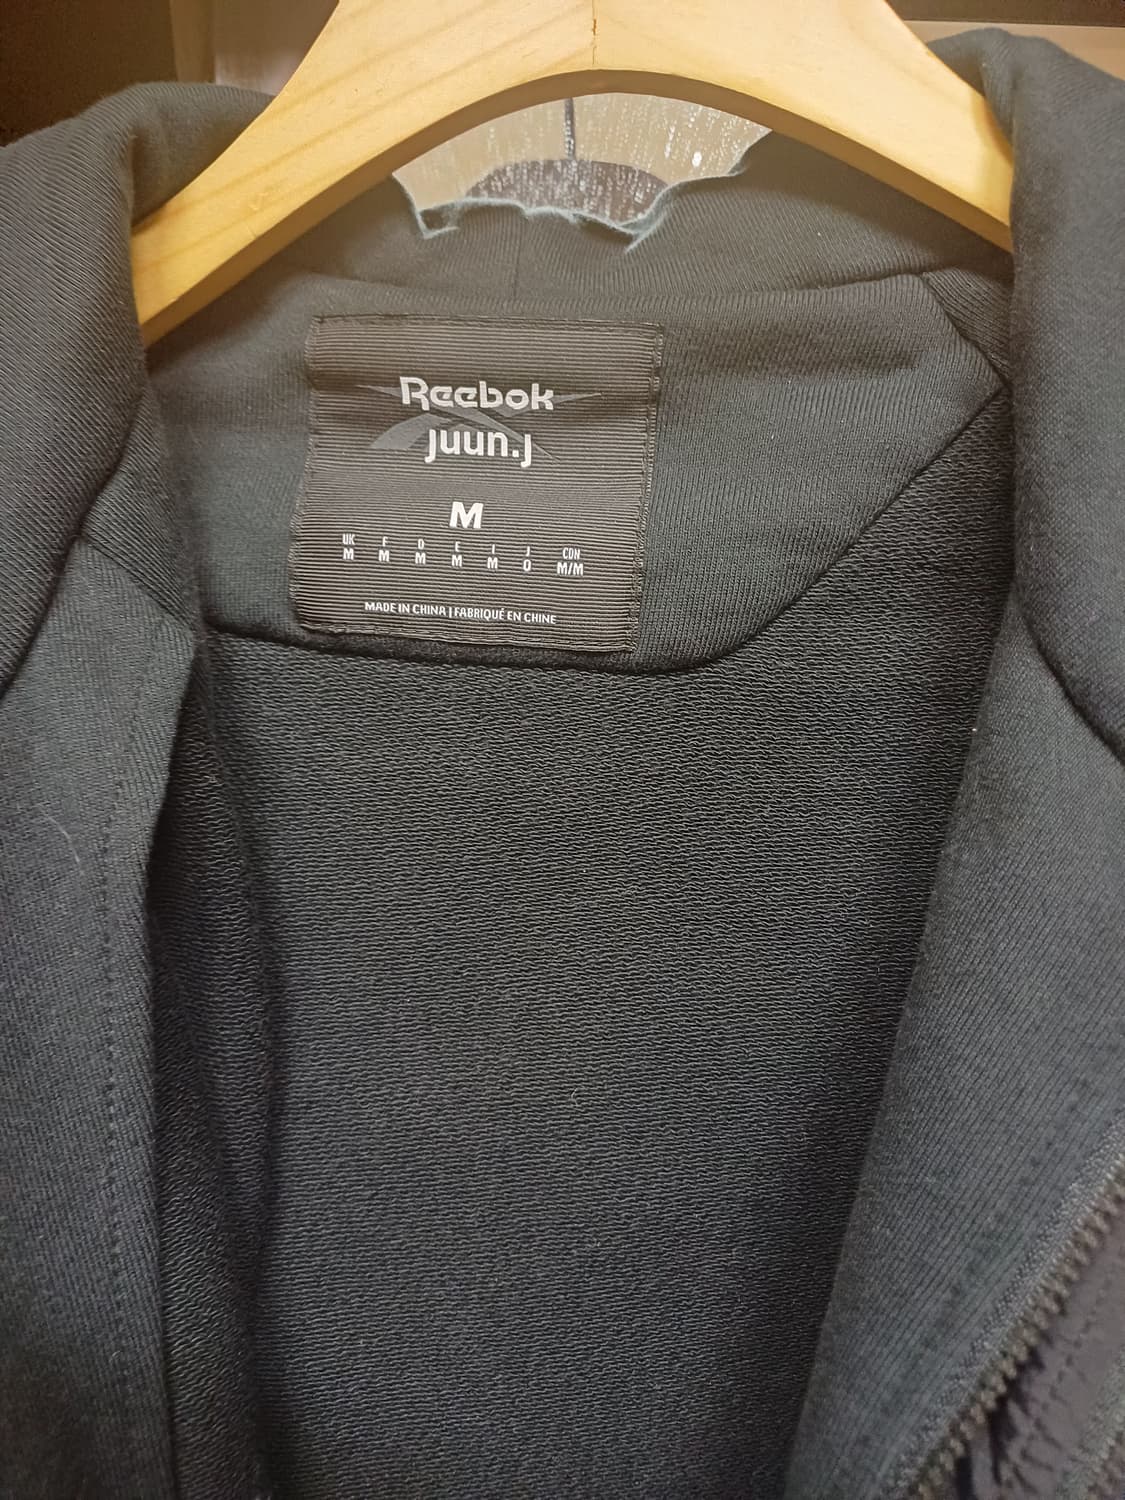 Reebok
juun.j
M
UK F D E I J CDN
M M M M M O M/M
MADE IN CHINA | FABRIQUÉ EN CHINE